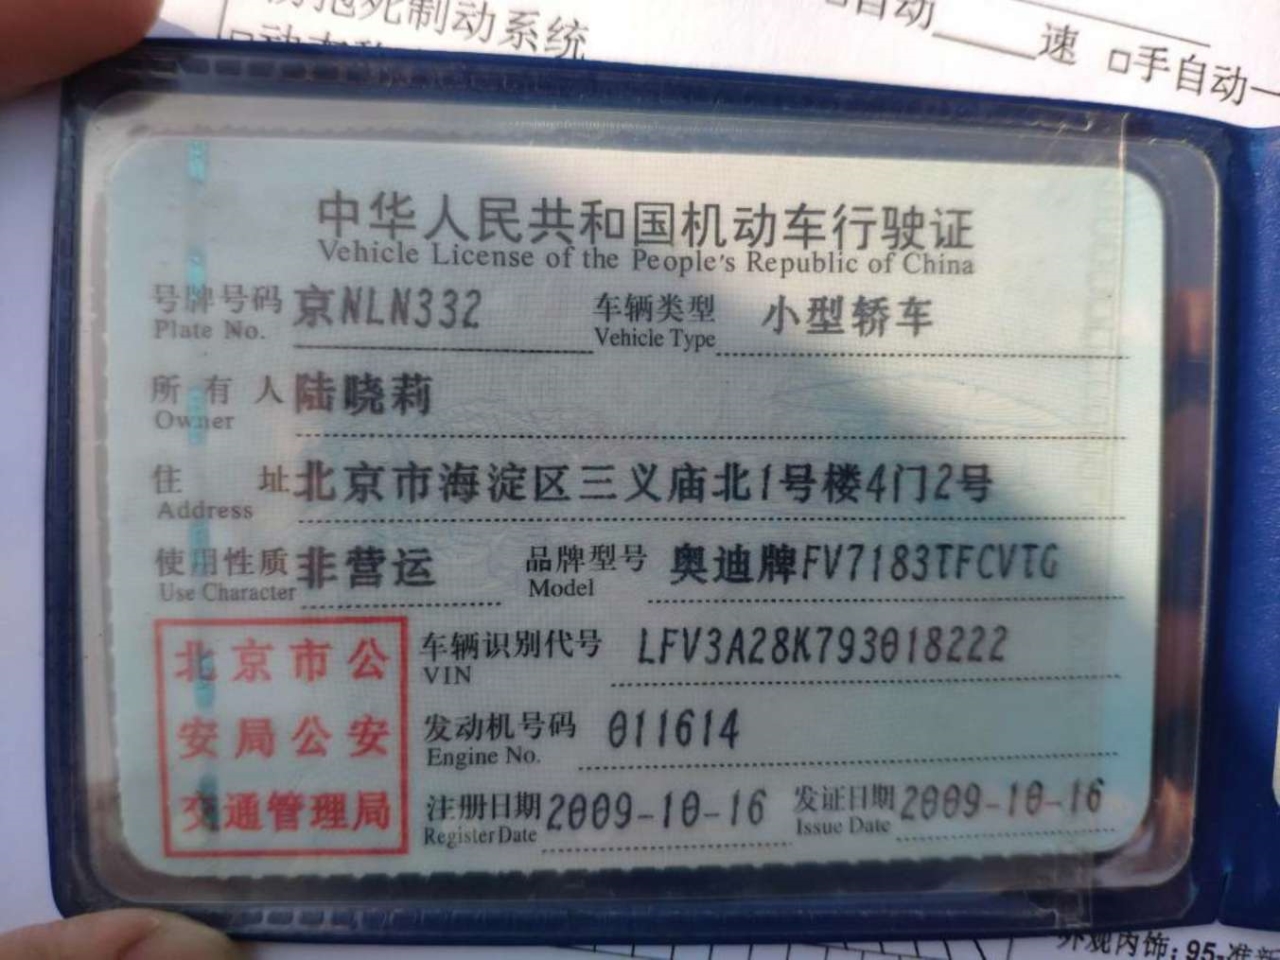 防抱死制动系统
自动____速 □手自动一
中华人民共和国机动车行驶证
Vehicle License of the People's Republic of China
号牌号码 京NLN332 车辆类型 小型轿车
Plate No. Vehicle Type
所有人 陆晓莉
Owner
住址 北京市海淀区三义庙北1号楼4门2号
Address
使用性质 非营运 品牌型号 奥迪牌FV7183TFCVTG
Use Character Model
北京市公
安局公安
交通管理局
车辆识别代号 LFV3A28K793018222
VIN
发动机号码 011614
Engine No.
注册日期 2009-10-16 发证日期 2009-10-16
Register Date Issue Date
外观内饰：95-准新